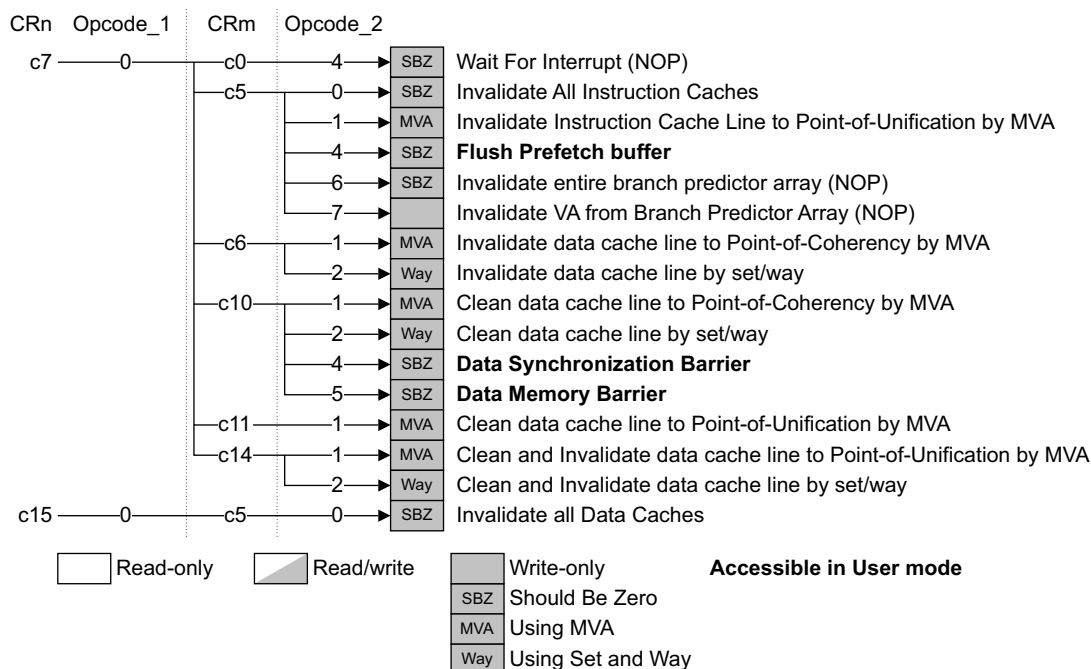 CRn Opcode_1 CRm Opcode_2
c7 0 c0 4 SBZ Wait For Interrupt (NOP)
c5 0 SBZ Invalidate All Instruction Caches
1 MVA Invalidate Instruction Cache Line to Point-of-Unification by MVA
4 SBZ Flush Prefetch buffer
6 SBZ Invalidate entire branch predictor array (NOP)
7 Invalidate VA from Branch Predictor Array (NOP)
c6 1 MVA Invalidate data cache line to Point-of-Coherency by MVA
2 Way Invalidate data cache line by set/way
c10 1 MVA Clean data cache line to Point-of-Coherency by MVA
2 Way Clean data cache line by set/way
4 SBZ Data Synchronization Barrier
5 SBZ Data Memory Barrier
c11 1 MVA Clean data cache line to Point-of-Unification by MVA
c14 1 MVA Clean and Invalidate data cache line to Point-of-Unification by MVA
2 Way Clean and Invalidate data cache line by set/way
c15 0 c5 0 SBZ Invalidate all Data Caches
Read-only Read/write Write-only Accessible in User mode
SBZ Should Be Zero
MVA Using MVA
Way Using Set and Way